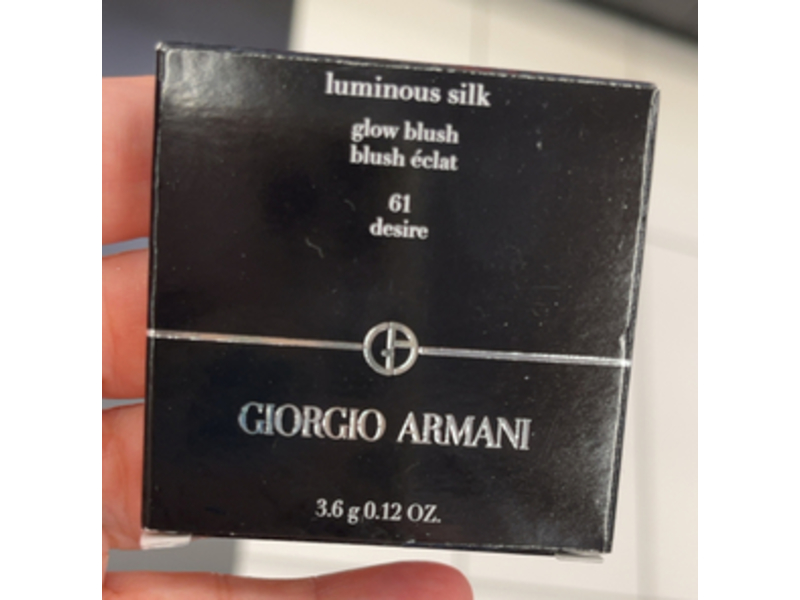 luminous silk
glow blush
blush éclat
61
desire
GIORGIO ARMANI
3.6 g 0.12 OZ.